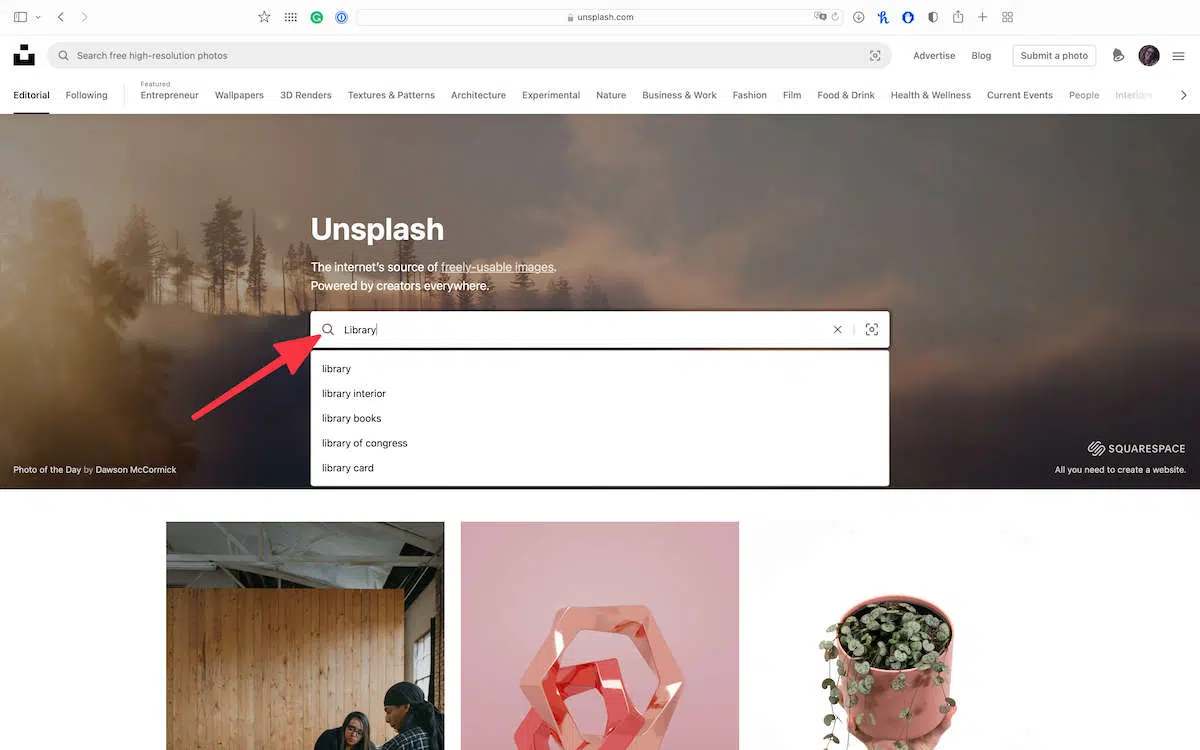 unsplash.com
Search free high-resolution photos
Advertise
Blog
Submit a photo
Editorial
Following
Featured
Entrepreneur
Wallpapers
3D Renders
Textures & Patterns
Architecture
Experimental
Nature
Business & Work
Fashion
Film
Food & Drink
Health & Wellness
Current Events
People
Interiors
Unsplash
The internet's source of freely-usable images.
Powered by creators everywhere.
Library
library
library interior
library books
library of congress
library card
Photo of the Day by Dawson McCormick
SQUARESPACE
All you need to create a website.